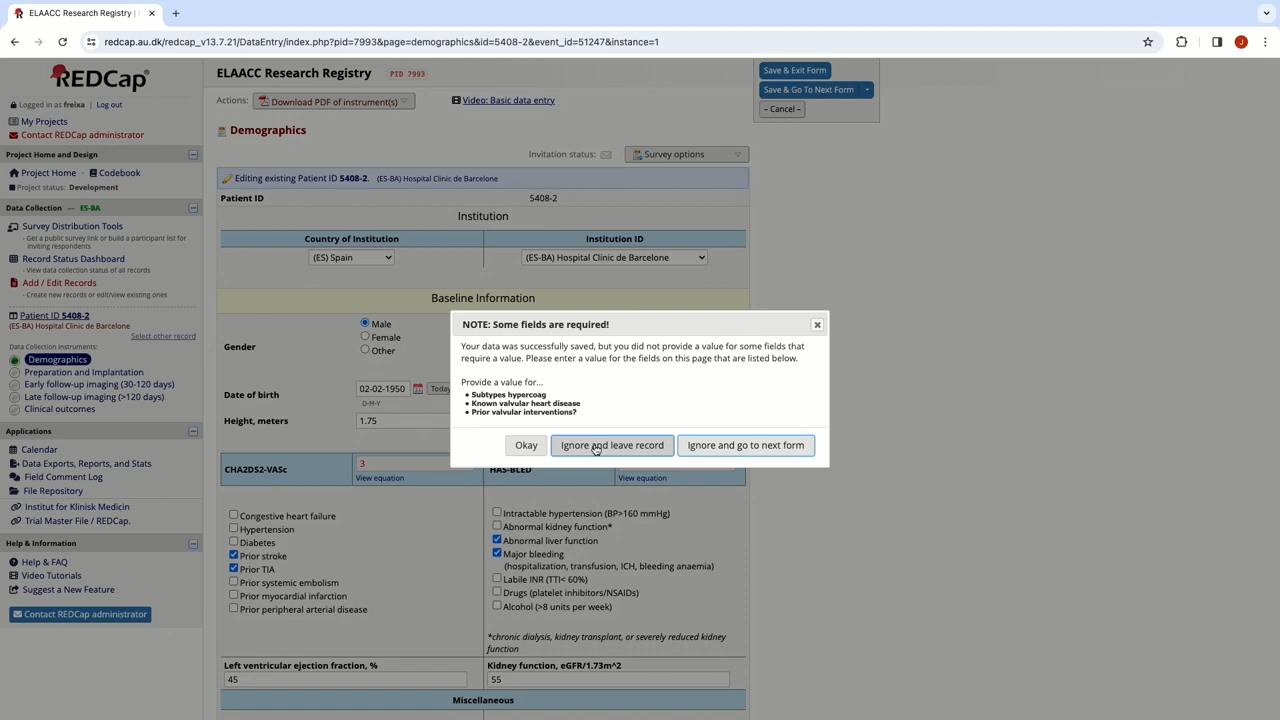 ELAACC Research Registry |
redcap.au.dk/redcap_v13.7.21/DataEntry/index.php?pid=7993&page=demographics&id=5408-2&event_id=51247&instance=1
J
REDCap
Logged in as freixa | Log out
My Projects
Contact REDCap administrator
Project Home and Design
Project Home Codebook
Project status: Development
Data Collection — ES-BA
Survey Distribution Tools
- Get a public survey link or build a participant list for
inviting respondents
Record Status Dashboard
- View data collection status of all records
Add / Edit Records
- Create new records or edit/view existing ones
Patient ID 5408-2
(ES-BA) Hospital Clinic de Barcelone
Select other record
Data Collection Instruments:
Demographics
Preparation and Implantation
Early follow-up imaging (30-120 days)
Late follow-up imaging (>120 days)
Clinical outcomes
Applications
Calendar
Data Exports, Reports, and Stats
Field Comment Log
File Repository
Institut for Klinisk Medicin
Trial Master File / REDCap.
Help & Information
Help & FAQ
Video Tutorials
Suggest a New Feature
Contact REDCap administrator
ELAACC Research Registry PID 7993
Actions: Download PDF of instrument(s) Video: Basic data entry
Demographics
Invitation status: Survey options
Editing existing Patient ID 5408-2. (ES-BA) Hospital Clinic de Barcelone
Patient ID 5408-2
Institution
Country of Institution Institution ID
(ES) Spain (ES-BA) Hospital Clinic de Barcelone
Baseline Information
Gender
Male
Female
Other
Date of birth 02-02-1950 Today
D-M-Y
Height, meters 1.75
CHA2DS2-VASc 3
View equation
HAS-BLED
View equation
Congestive heart failure
Hypertension
Diabetes
Prior stroke
Prior TIA
Prior systemic embolism
Prior myocardial infarction
Prior peripheral arterial disease
Intractable hypertension (BP>160 mmHg)
Abnormal kidney function*
Abnormal liver function
Major bleeding
(hospitalization, transfusion, ICH, bleeding anaemia)
Labile INR (TTI< 60%)
Drugs (platelet inhibitors/NSAIDs)
Alcohol (>8 units per week)
*chronic dialysis, kidney transplant, or severely reduced kidney
function
Left ventricular ejection fraction, % Kidney function, eGFR/1.73m^2
45 55
Miscellaneous
Save & Exit Form
Save & Go To Next Form
– Cancel –
NOTE: Some fields are required!
Your data was successfully saved, but you did not provide a value for some fields that
require a value. Please enter a value for the fields on this page that are listed below.
Provide a value for...
• Subtypes hypercoag
• Known valvular heart disease
• Prior valvular interventions?
Okay Ignore and leave record Ignore and go to next form